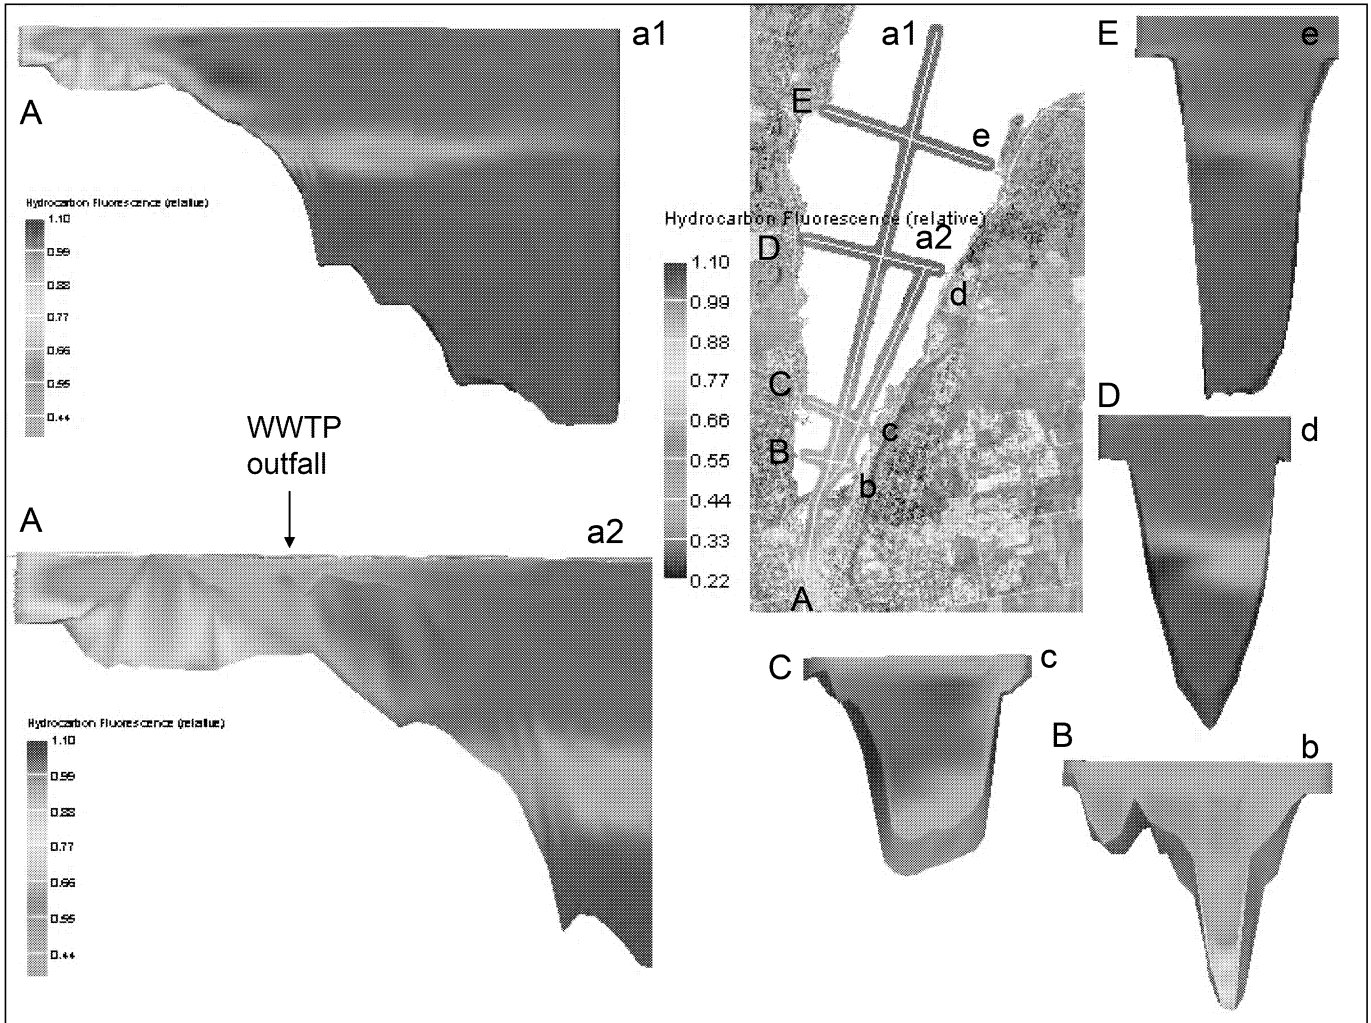 a1
A
Hydrocarbon Fluorescence (relative)
1.10
0.99
0.88
0.77
0.66
0.55
0.44
WWTP
outfall
A
a2
Hydrocarbon Fluorescence (relative)
1.10
0.99
0.88
0.77
0.66
0.55
0.44
a1
E
e
Hydrocarbon Fluorescence (relative)
a2
D
d
1.10
0.99
0.88
0.77
0.66
0.55
0.44
0.33
0.22
C
c
B
b
A
E
e
D
d
C
c
B
b